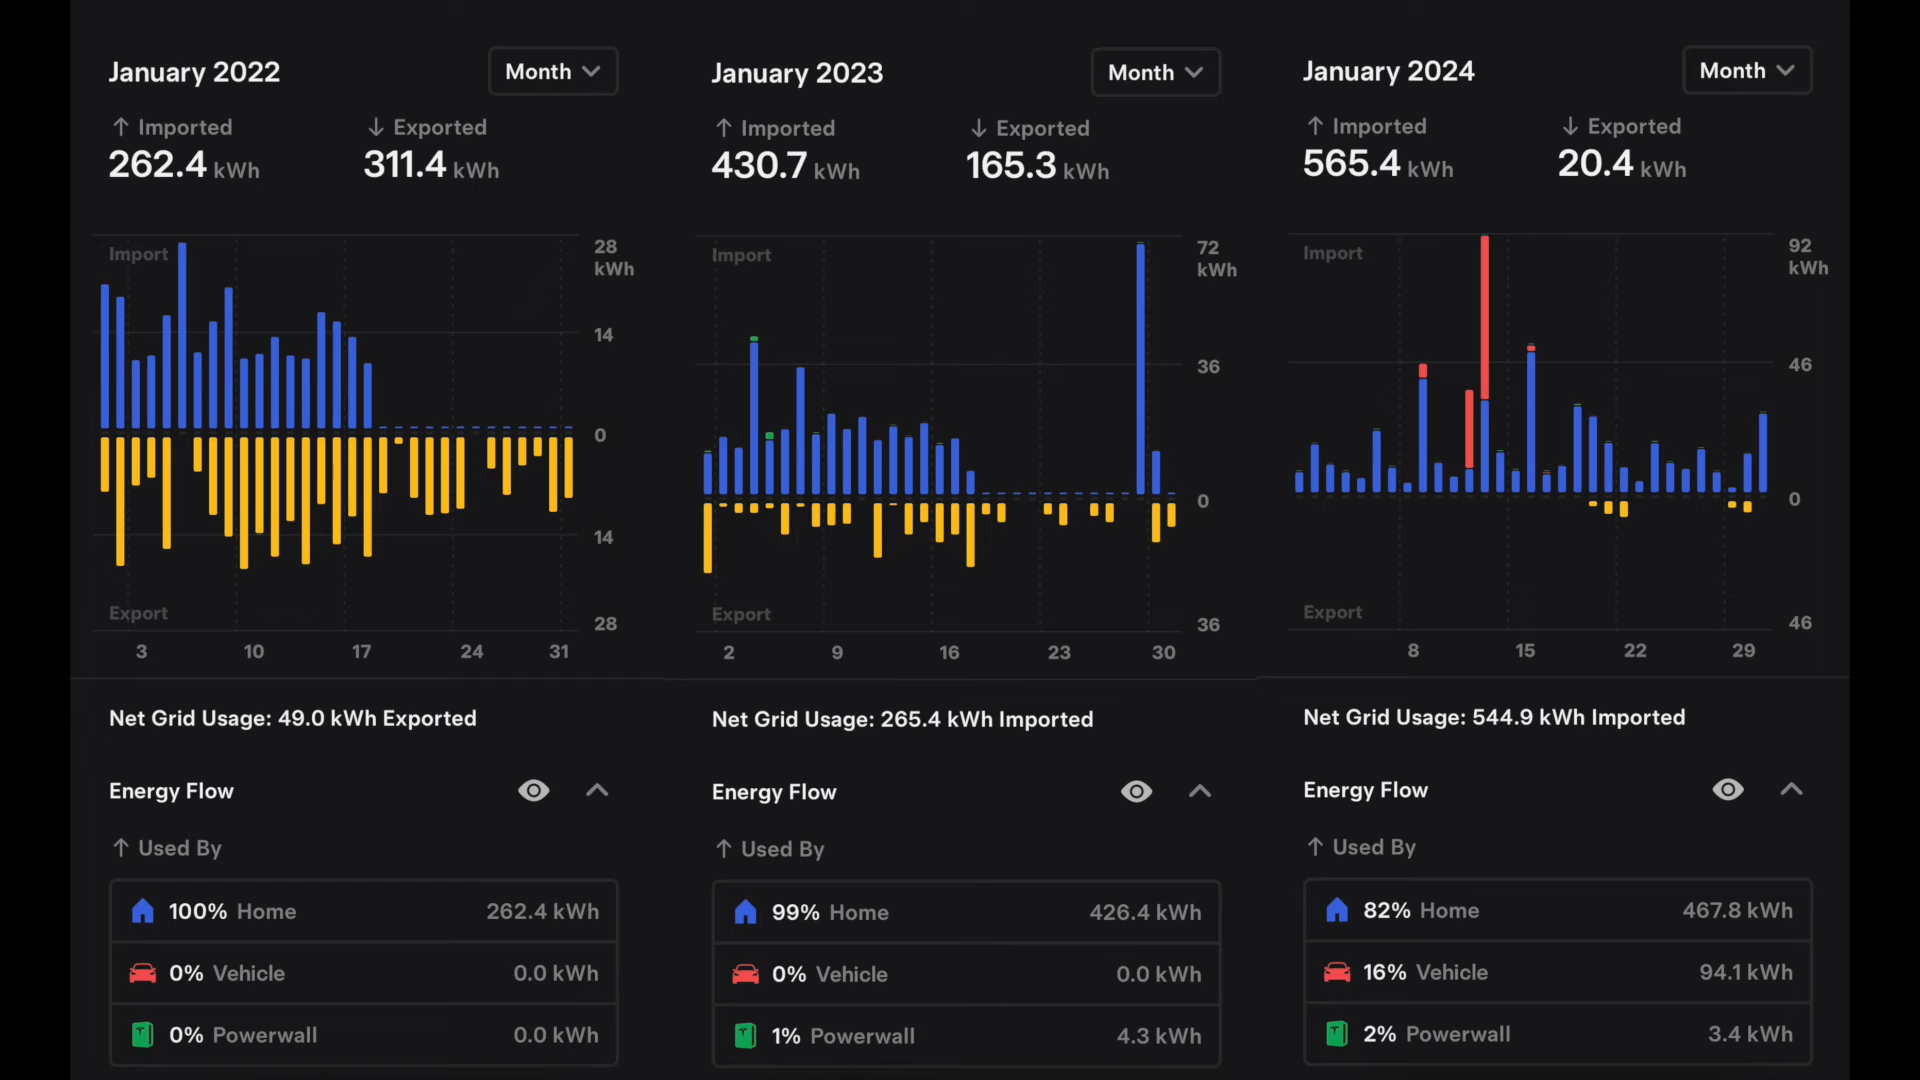 January 2022
Month
Imported
Exported
262.4 kWh
311.4 kWh
Import
28
kWh
14
0
14
Export
28
3 10 17 24 31
Net Grid Usage: 49.0 kWh Exported
Energy Flow
Used By
100% Home 262.4 kWh
0% Vehicle 0.0 kWh
0% Powerwall 0.0 kWh
January 2023
Month
Imported
Exported
430.7 kWh
165.3 kWh
Import
72
kWh
36
0
Export
36
2 9 16 23 30
Net Grid Usage: 265.4 kWh Imported
Energy Flow
Used By
99% Home 426.4 kWh
0% Vehicle 0.0 kWh
1% Powerwall 4.3 kWh
January 2024
Month
Imported
Exported
565.4 kWh
20.4 kWh
Import
92
kWh
46
0
Export
46
8 15 22 29
Net Grid Usage: 544.9 kWh Imported
Energy Flow
Used By
82% Home 467.8 kWh
16% Vehicle 94.1 kWh
2% Powerwall 3.4 kWh